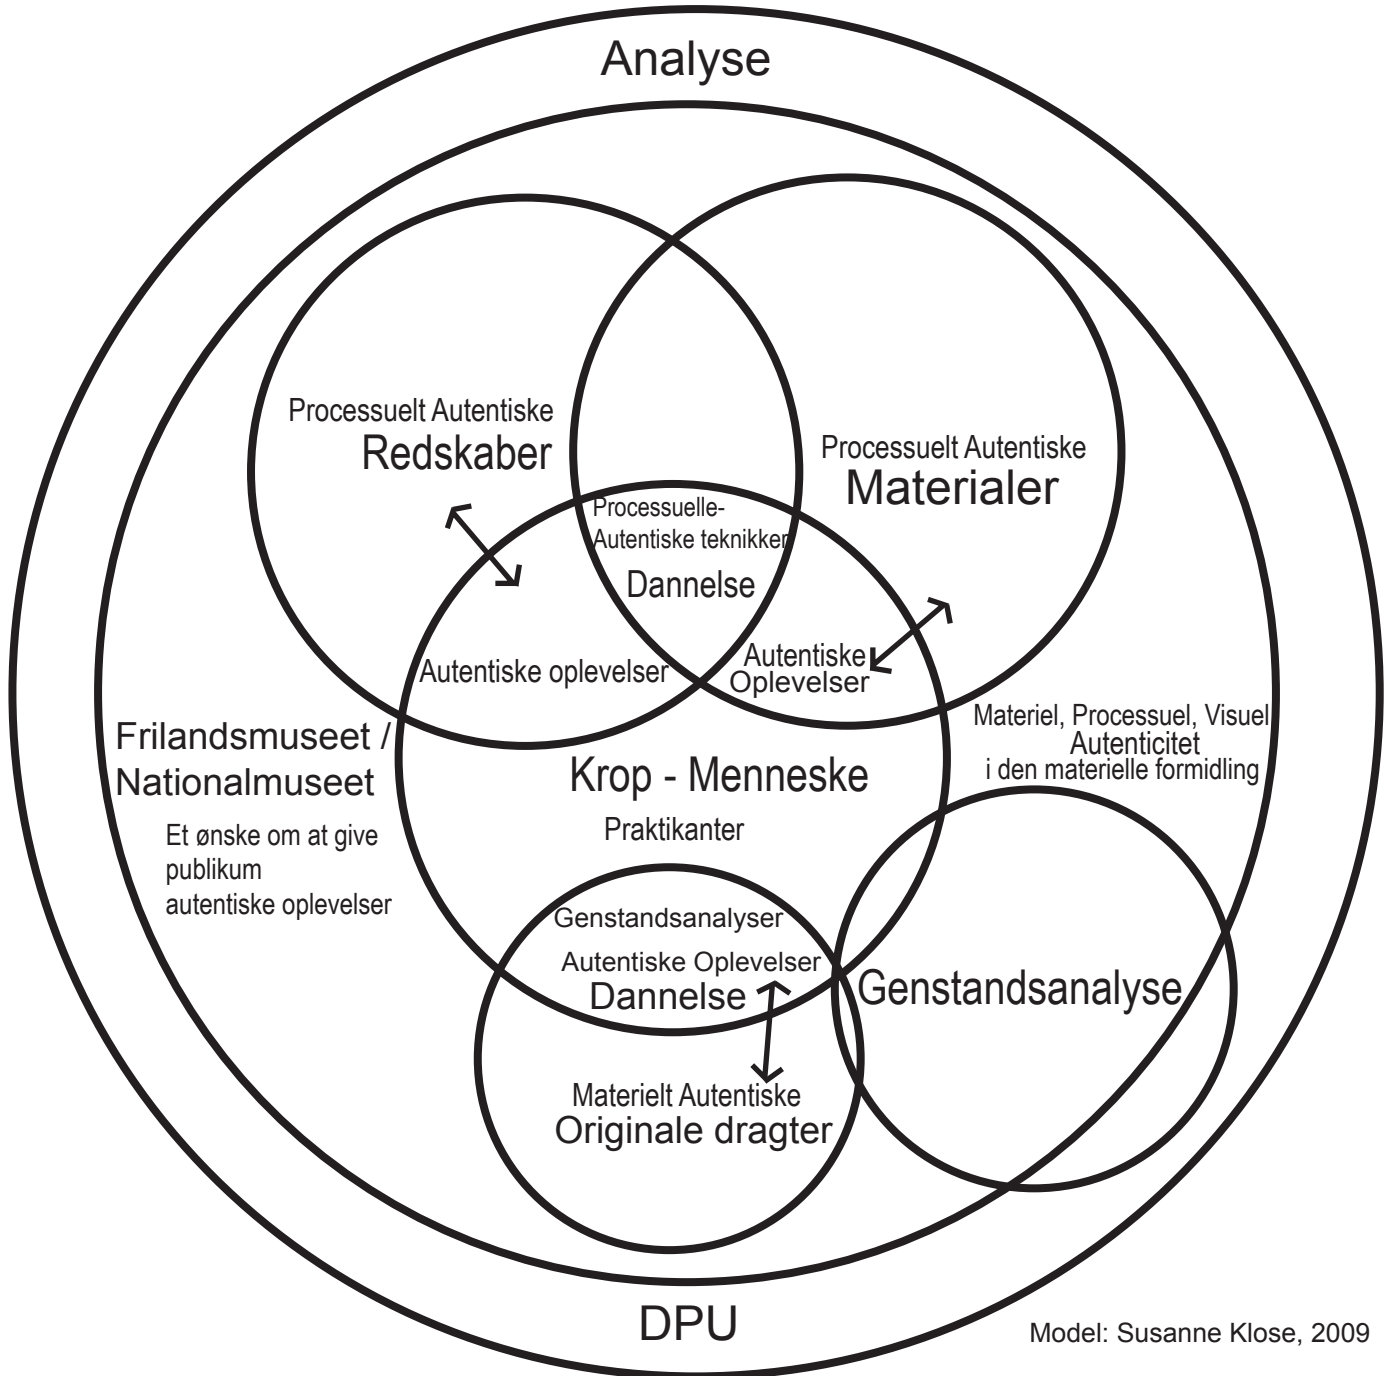 Analyse
Processuelt Autentiske
Redskaber
Processuelt Autentiske
Materialer
Processuelle-
Autentiske teknikker
Dannelse
Autentiske oplevelser
Autentiske
Oplevelser
Frilandsmuseet /
Nationalmuseet
Et ønske om at give
publikum
autentiske oplevelser
Materiel, Processuel, Visuel
Autenticitet
i den materielle formidling
Krop - Menneske
Praktikanter
Genstandsanalyser
Autentiske Oplevelser
Dannelse
Genstandsanalyse
Materielt Autentiske
Originale dragter
DPU
Model: Susanne Klose, 2009